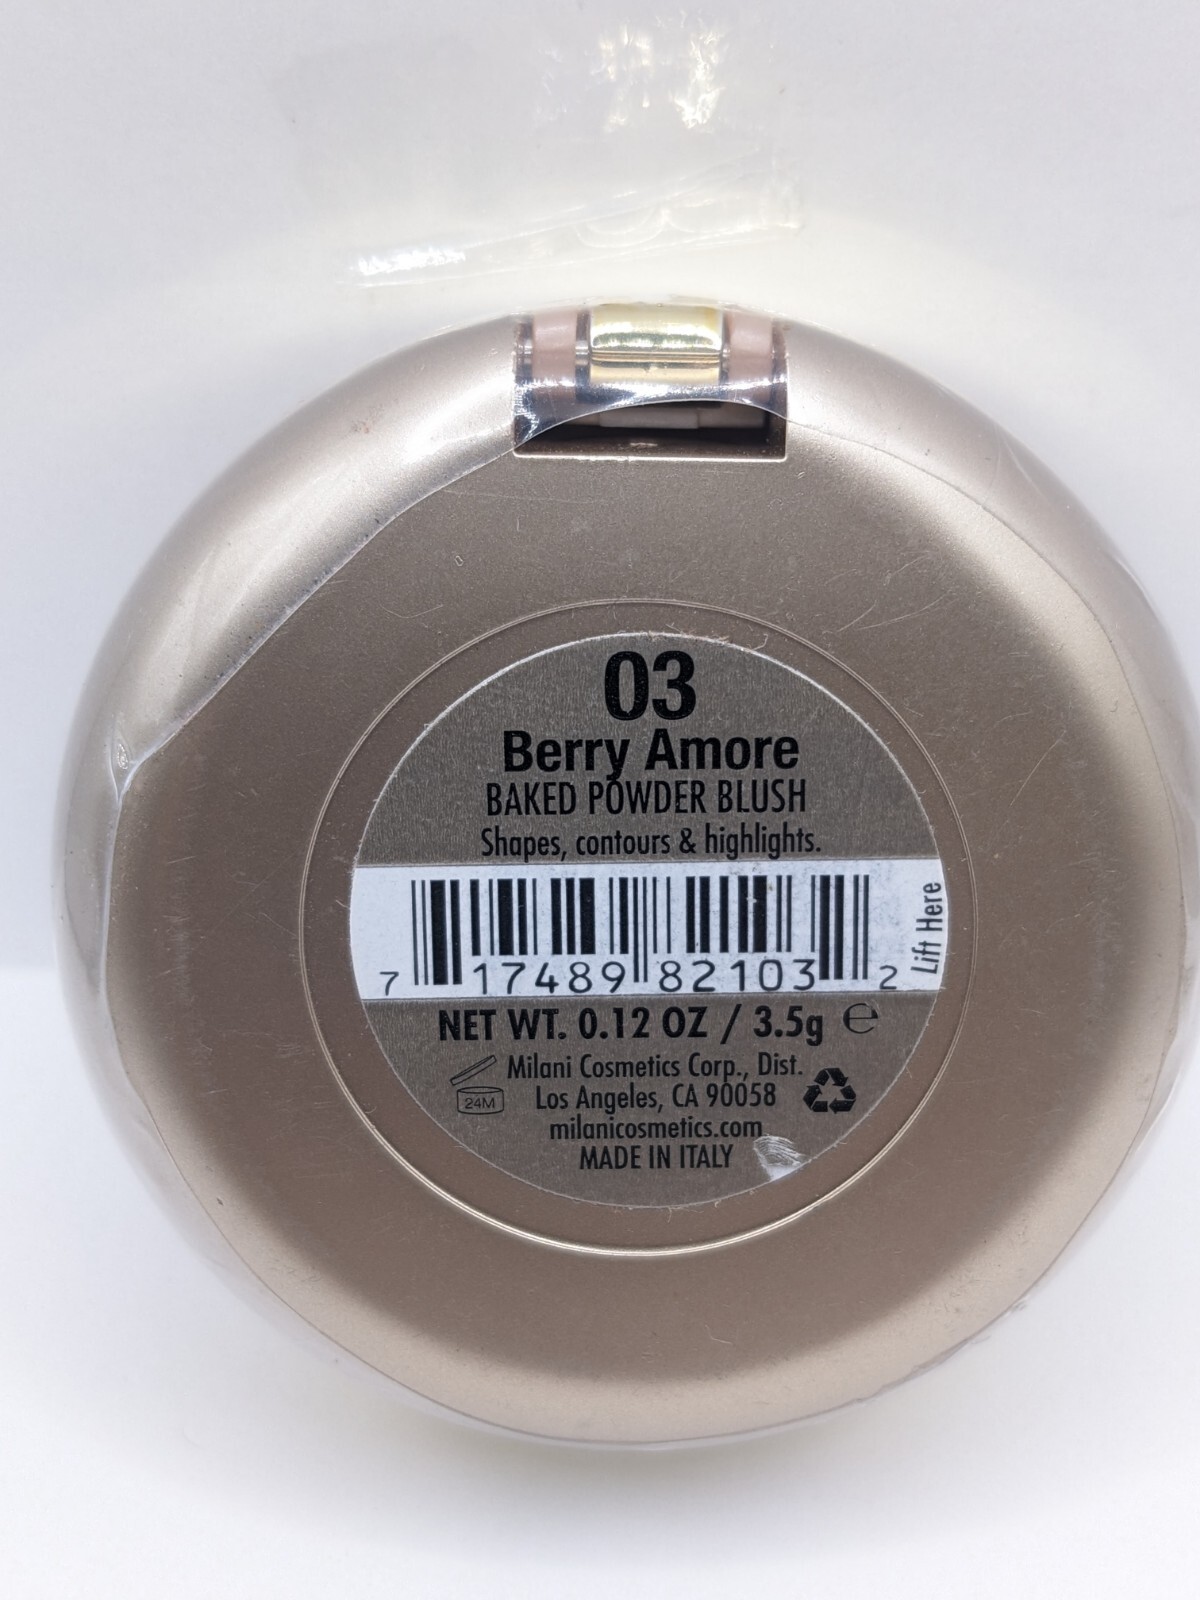 03
Berry Amore
BAKED POWDER BLUSH
Shapes, contours & highlights.
Lift Here
7 17489 82103 2
NET WT. 0.12 OZ / 3.5g ℮
Milani Cosmetics Corp., Dist.
24M
Los Angeles, CA 90058
milanicosmetics.com
MADE IN ITALY